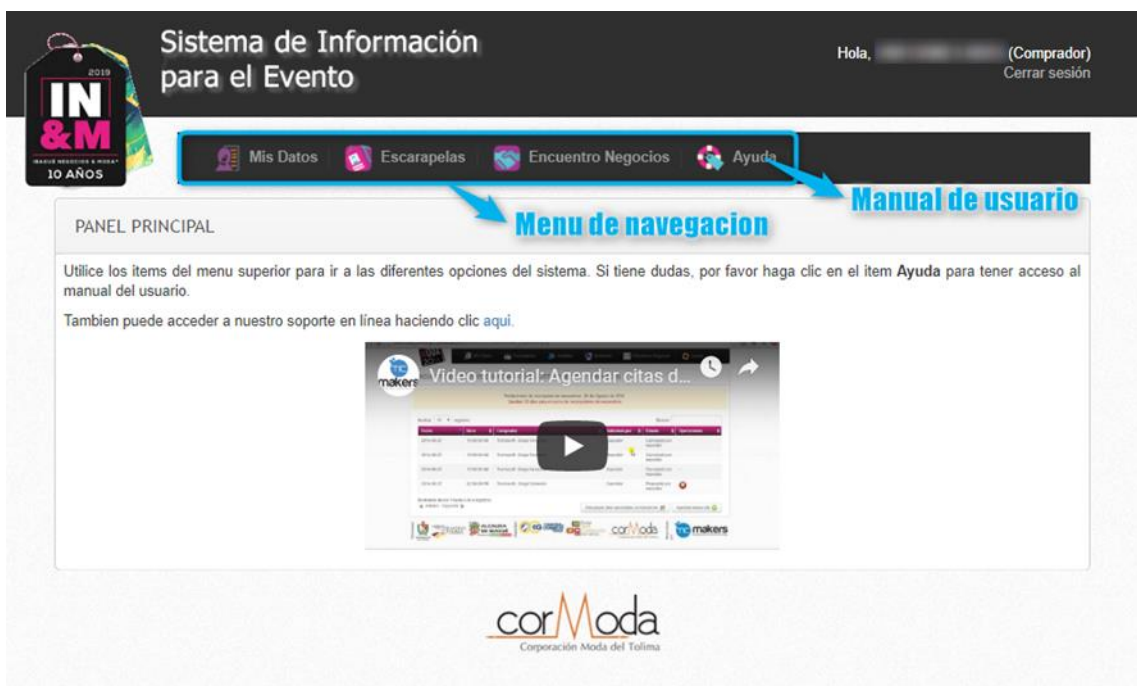 Sistema de Información
para el Evento
Hola, (Comprador)
Cerrar sesión
2019
IN
&M
IBAGUÉ NEGOCIOS & MODA
10 AÑOS
Mis Datos Escarapelas Encuentro Negocios Ayuda
Manual de usuario
Menu de navegacion
PANEL PRINCIPAL
Utilice los items del menu superior para ir a las diferentes opciones del sistema. Si tiene dudas, por favor haga clic en el item Ayuda para tener acceso al
manual del usuario.
Tambien puede acceder a nuestro soporte en línea haciendo clic aqui.
TIC makers
Video tutorial: Agendar citas d...
corModa
makers
corModa
Corporación Moda del Tolima